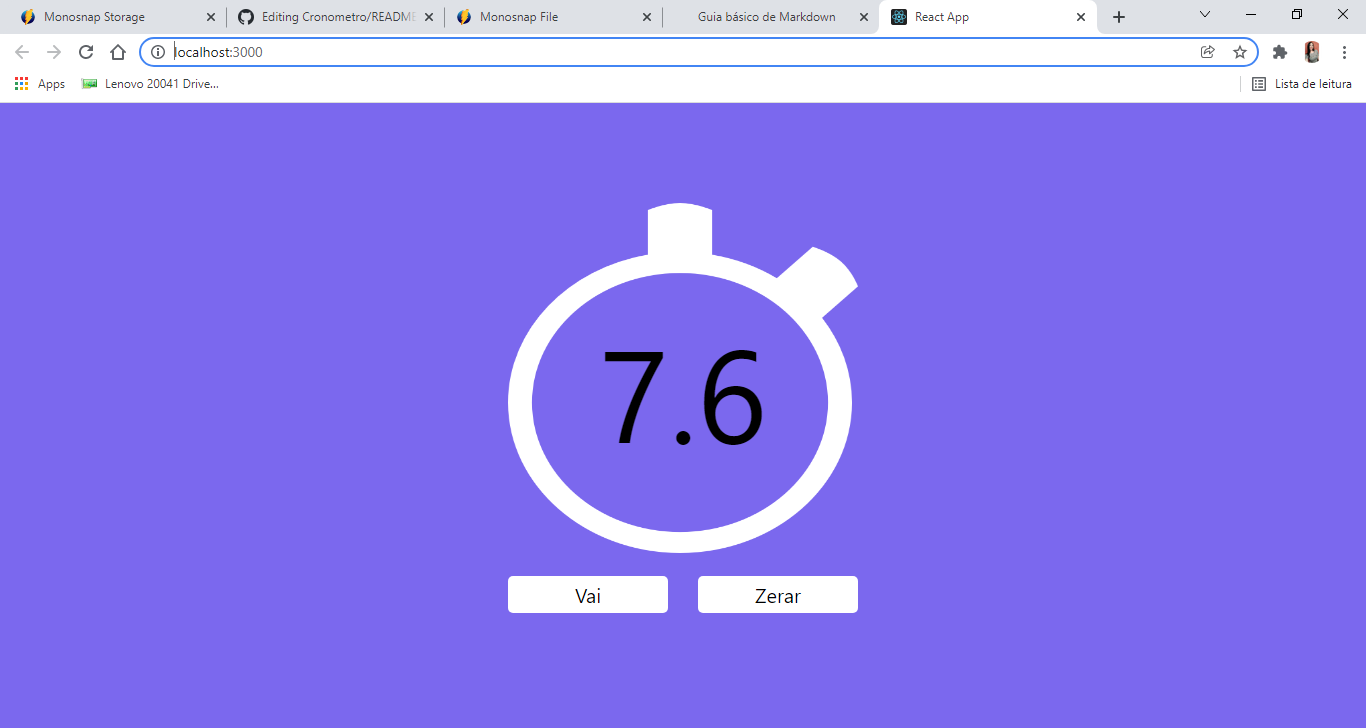 Monosnap Storage
Editing Cronometro/README
Monosnap File
Guia básico de Markdown
React App
localhost:3000
Apps
Lenovo 20041 Drive...
Lista de leitura
7.6
Vai
Zerar